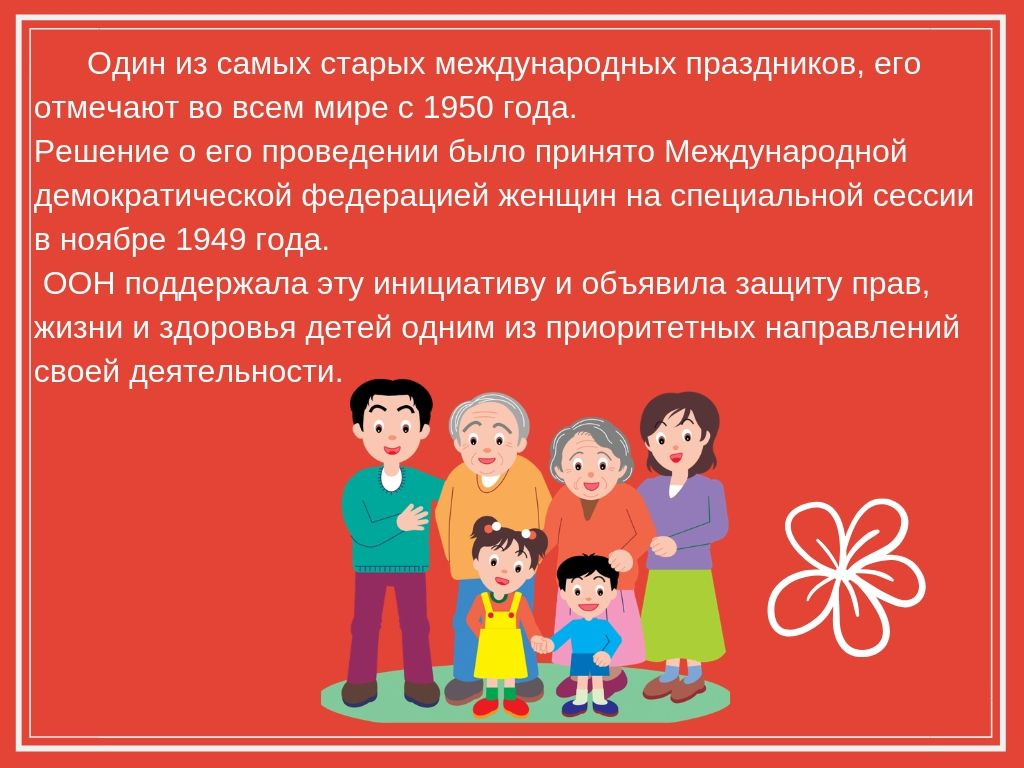 Один из самых старых международных праздников, его
отмечают во всем мире с 1950 года.
Решение о его проведении было принято Международной
демократической федерацией женщин на специальной сессии
в ноябре 1949 года.
ООН поддержала эту инициативу и объявила защиту прав,
жизни и здоровья детей одним из приоритетных направлений
своей деятельности.